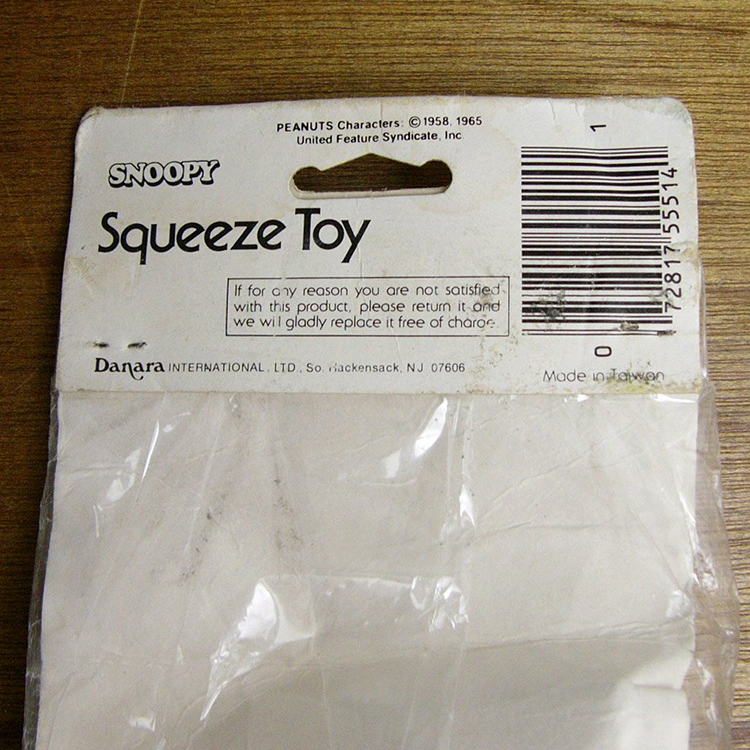 PEANUTS Characters: ©1958, 1965
United Feature Syndicate, Inc.
SNOOPY
Squeeze Toy
If for any reason you are not satisfied
with this product, please return it and
we will gladly replace it free of charge.
Danara INTERNATIONAL, LTD., So. Hackensack, NJ 07606
1
72817 55514
0
Made in Taiwan